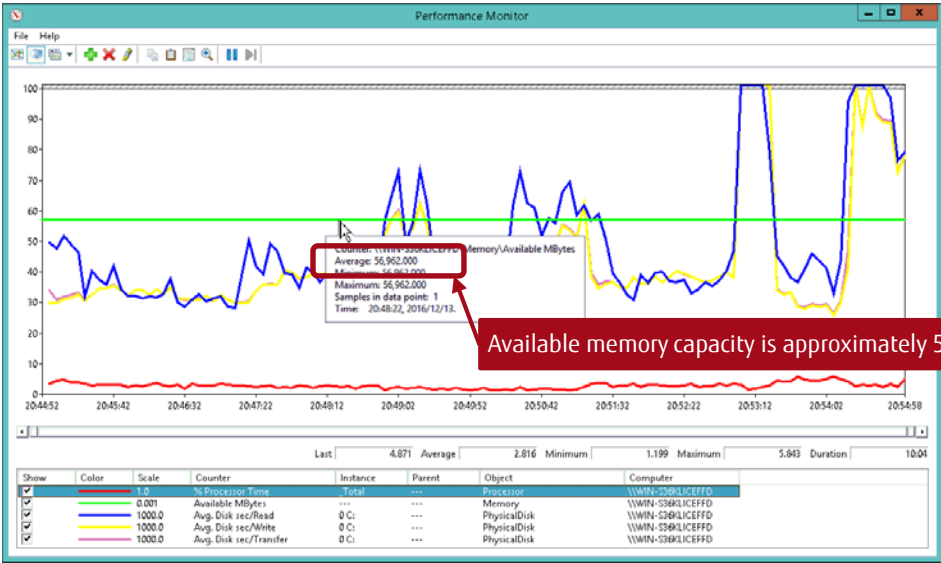 Performance Monitor
File Help
100
90
80
70
60
50
40
30
20
10
0
Counter: \\WIN-S36KLICEFFD\Memory\Available MBytes
Average: 56,962.000
Minimum: 56,962.000
Maximum: 56,962.000
Samples in data point: 1
Time: 20:48:22, 2016/12/13.
Available memory capacity is approximately 5
20:44:52 20:45:42 20:46:32 20:47:22 20:48:12 20:49:02 20:49:52 20:50:42 20:51:32 20:52:22 20:53:12 20:54:02 20:54:58
Last 4.871 Average 2.816 Minimum 1.199 Maximum 5.843 Duration 10:04
Show Color Scale Counter Instance Parent Object Computer
1.0 % Processor Time _Total --- Processor \\WIN-S36KLICEFFD
0.001 Available MBytes --- --- Memory \\WIN-S36KLICEFFD
1000.0 Avg. Disk sec/Read 0 C: --- PhysicalDisk \\WIN-S36KLICEFFD
1000.0 Avg. Disk sec/Write 0 C: --- PhysicalDisk \\WIN-S36KLICEFFD
1000.0 Avg. Disk sec/Transfer 0 C: --- PhysicalDisk \\WIN-S36KLICEFFD